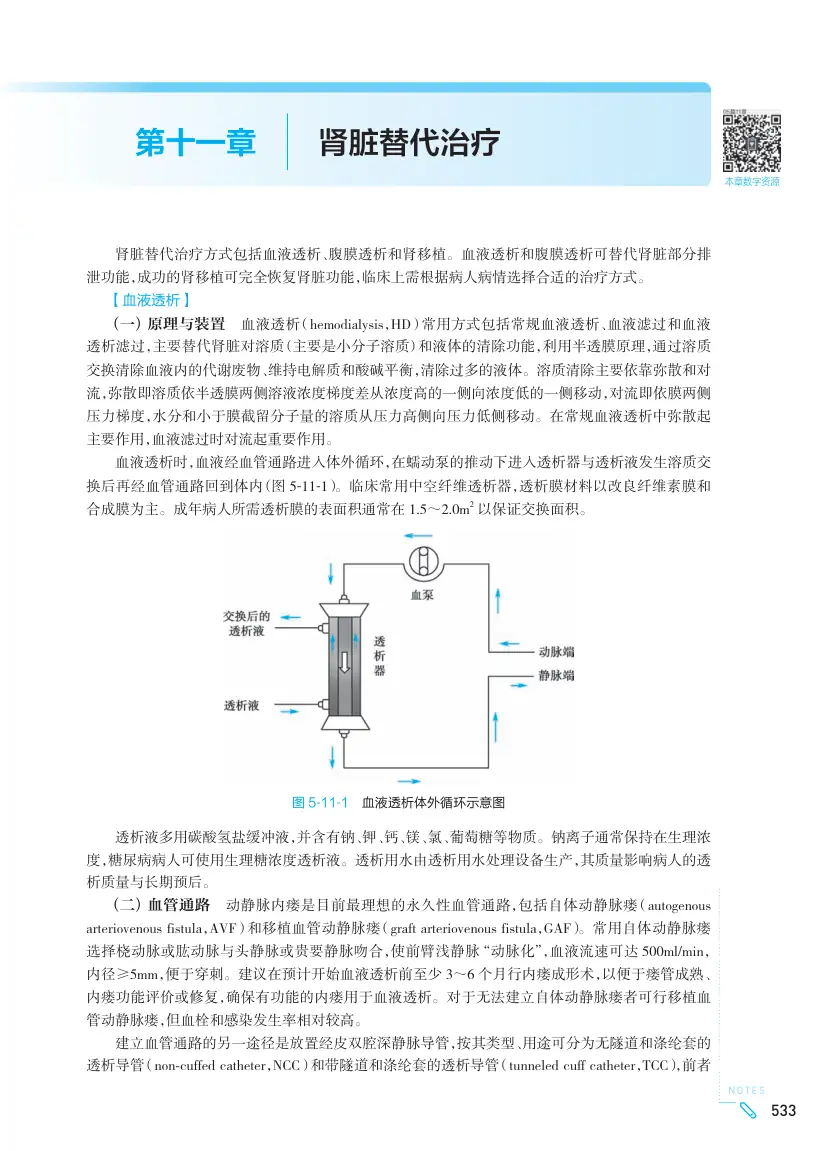 05篇11章
第十一章 肾脏替代治疗
本章数字资源
肾脏替代治疗方式包括血液透析、腹膜透析和肾移植。血液透析和腹膜透析可替代肾脏部分排
泄功能,成功的肾移植可完全恢复肾脏功能,临床上需根据病人病情选择合适的治疗方式。
【血液透析】
(一)原理与装置 血液透析(hemodialysis,HD)常用方式包括常规血液透析、血液滤过和血液
透析滤过,主要替代肾脏对溶质(主要是小分子溶质)和液体的清除功能,利用半透膜原理,通过溶质
交换清除血液内的代谢废物、维持电解质和酸碱平衡,清除过多的液体。溶质清除主要依靠弥散和对
流,弥散即溶质依半透膜两侧溶液浓度梯度差从浓度高的一侧向浓度低的一侧移动,对流即依膜两侧
压力梯度,水分和小于膜截留分子量的溶质从压力高侧向压力低侧移动。在常规血液透析中弥散起
主要作用,血液滤过时对流起重要作用。
血液透析时,血液经血管通路进入体外循环,在蠕动泵的推动下进入透析器与透析液发生溶质交
换后再经血管通路回到体内(图 5-11-1)。临床常用中空纤维透析器,透析膜材料以改良纤维素膜和
合成膜为主。成年病人所需透析膜的表面积通常在 1.5～2.0m² 以保证交换面积。
血泵
交换后的
透析液
透
析
器
动脉端
静脉端
透析液
图 5-11-1 血液透析体外循环示意图
透析液多用碳酸氢盐缓冲液,并含有钠、钾、钙、镁、氯、葡萄糖等物质。钠离子通常保持在生理浓
度,糖尿病病人可使用生理糖浓度透析液。透析用水由透析用水处理设备生产,其质量影响病人的透
析质量与长期预后。
(二)血管通路 动静脉内瘘是目前最理想的永久性血管通路,包括自体动静脉瘘(autogenous
arteriovenous fistula,AVF)和移植血管动静脉瘘(graft arteriovenous fistula,GAF)。常用自体动静脉瘘
选择桡动脉或肱动脉与头静脉或贵要静脉吻合,使前臂浅静脉“动脉化”,血液流速可达 500ml/min,
内径≥5mm,便于穿刺。建议在预计开始血液透析前至少 3～6 个月行内瘘成形术,以便于瘘管成熟、
内瘘功能评价或修复,确保有功能的内瘘用于血液透析。对于无法建立自体动静脉瘘者可行移植血
管动静脉瘘,但血栓和感染发生率相对较高。
建立血管通路的另一途径是放置经皮双腔深静脉导管,按其类型、用途可分为无隧道和涤纶套的
透析导管(non-cuffed catheter,NCC)和带隧道和涤纶套的透析导管(tunneled cuff catheter,TCC),前者
NOTES
533